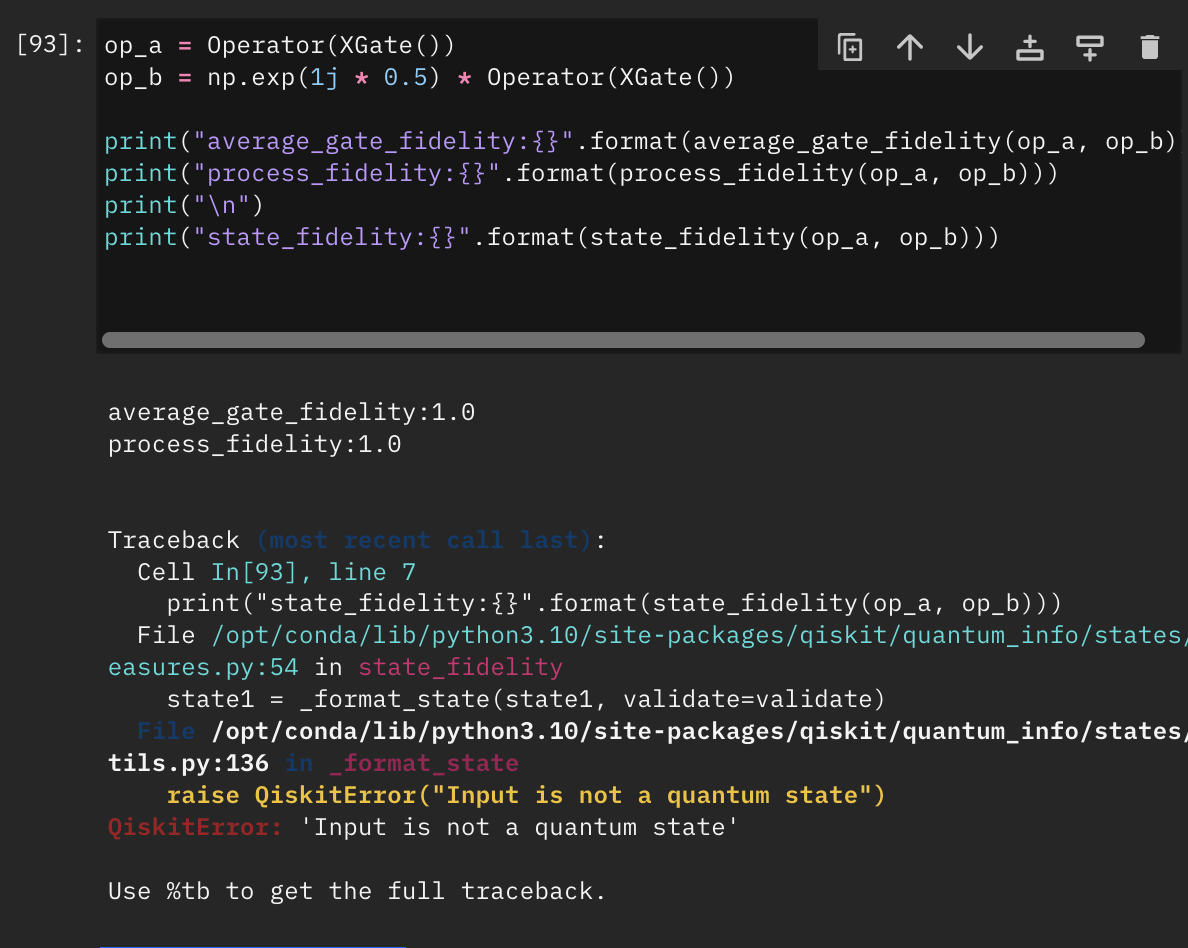 [93]:
op_a = Operator(XGate())
op_b = np.exp(1j * 0.5) * Operator(XGate())
print("average_gate_fidelity:{}".format(average_gate_fidelity(op_a, op_b)
print("process_fidelity:{}".format(process_fidelity(op_a, op_b)))
print("\n")
print("state_fidelity:{}".format(state_fidelity(op_a, op_b)))
average_gate_fidelity:1.0
process_fidelity:1.0
Traceback (most recent call last):
Cell In[93], line 7
print("state_fidelity:{}".format(state_fidelity(op_a, op_b)))
File /opt/conda/lib/python3.10/site-packages/qiskit/quantum_info/states/
easures.py:54 in state_fidelity
state1 = _format_state(state1, validate=validate)
File /opt/conda/lib/python3.10/site-packages/qiskit/quantum_info/states/
tils.py:136 in _format_state
raise QiskitError("Input is not a quantum state")
QiskitError: 'Input is not a quantum state'
Use %tb to get the full traceback.